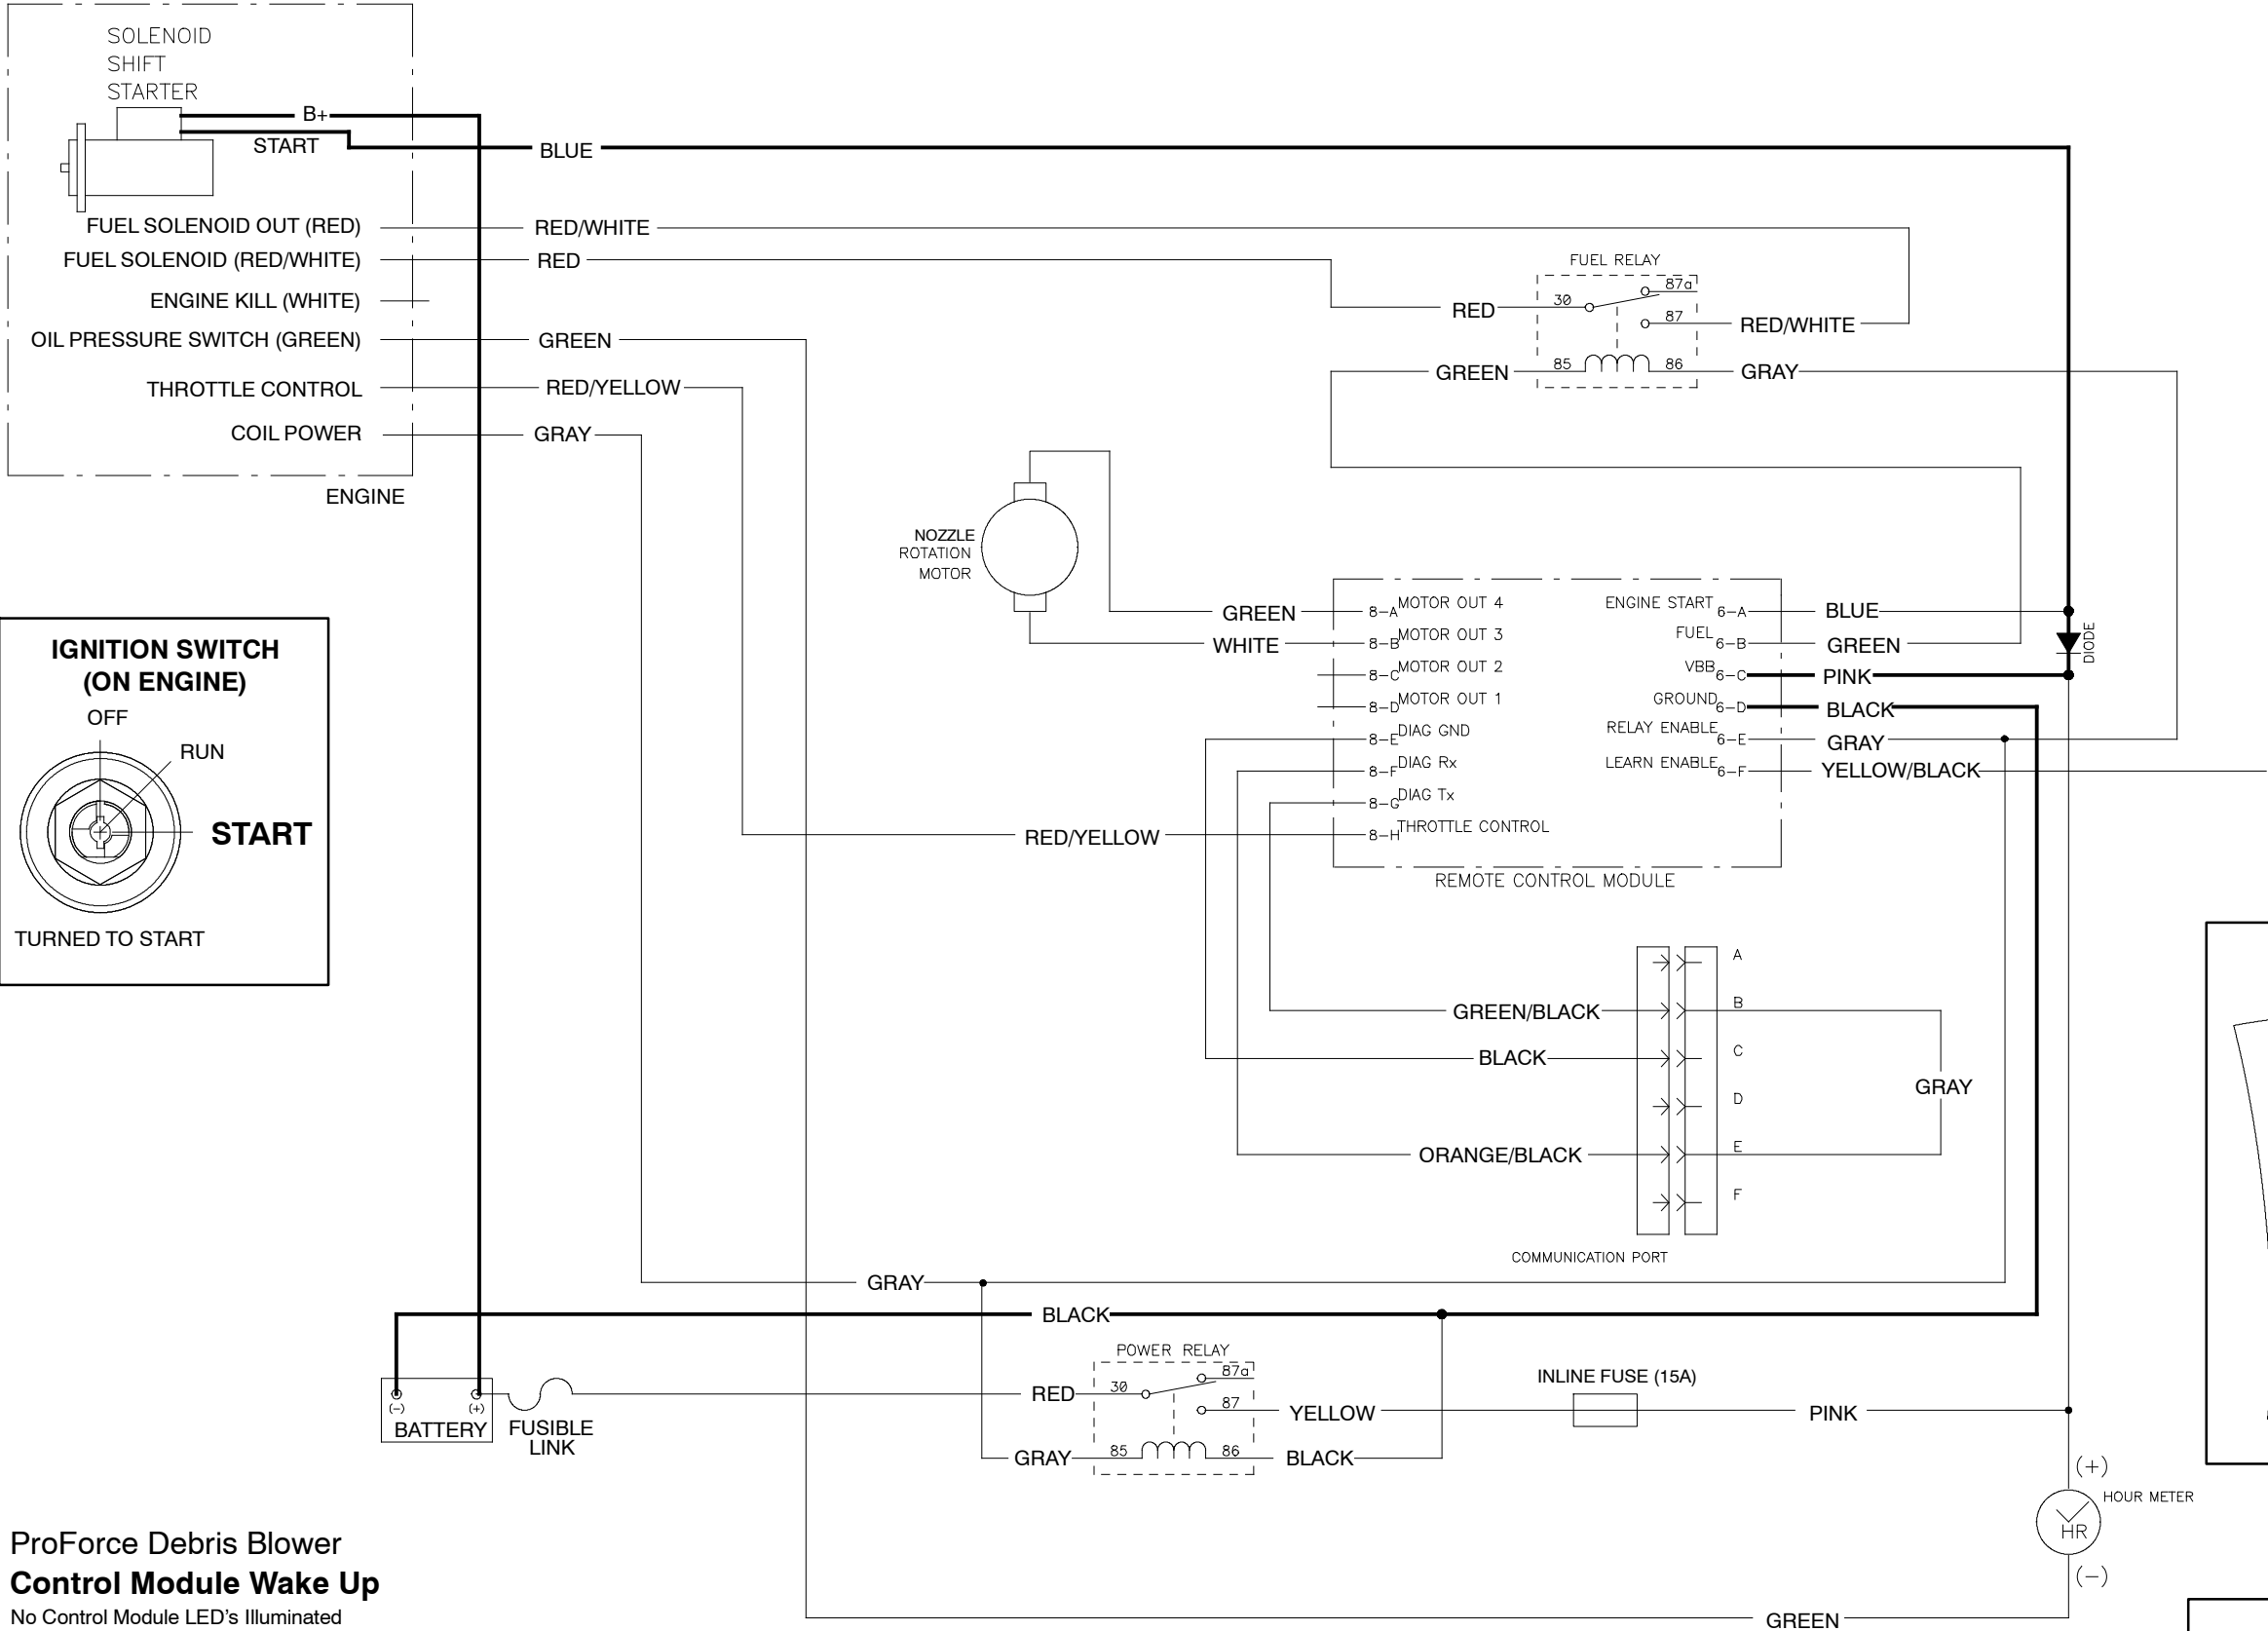 SOLENOID
SHIFT
STARTER
B+
START
BLUE
FUEL SOLENOID OUT (RED)
RED/WHITE
FUEL SOLENOID (RED/WHITE)
RED
ENGINE KILL (WHITE)
OIL PRESSURE SWITCH (GREEN)
GREEN
THROTTLE CONTROL
RED/YELLOW
COIL POWER
GRAY
ENGINE
FUEL RELAY
87a
30
RED
87
RED/WHITE
GREEN
85
86
GRAY
NOZZLE
ROTATION
MOTOR
IGNITION SWITCH
(ON ENGINE)
OFF
RUN
START
TURNED TO START
GREEN
8-A MOTOR OUT 4
WHITE
8-B MOTOR OUT 3
8-C MOTOR OUT 2
8-D MOTOR OUT 1
8-E DIAG GND
8-F DIAG Rx
8-G DIAG Tx
RED/YELLOW
8-H THROTTLE CONTROL
ENGINE START 6-A BLUE
FUEL 6-B GREEN
VBB 6-C PINK
GROUND 6-D BLACK
RELAY ENABLE 6-E GRAY
LEARN ENABLE 6-F YELLOW/BLACK
DIODE
REMOTE CONTROL MODULE
A
GREEN/BLACK
B
BLACK
C
GRAY
D
ORANGE/BLACK
E
F
COMMUNICATION PORT
GRAY
BLACK
POWER RELAY
87a
RED
30
87
YELLOW
INLINE FUSE (15A)
PINK
GRAY
85
86
BLACK
(-)
(+)
BATTERY
FUSIBLE
LINK
(+)
HOUR METER
HR
(-)
GREEN
ProForce Debris Blower
Control Module Wake Up
No Control Module LED's Illuminated